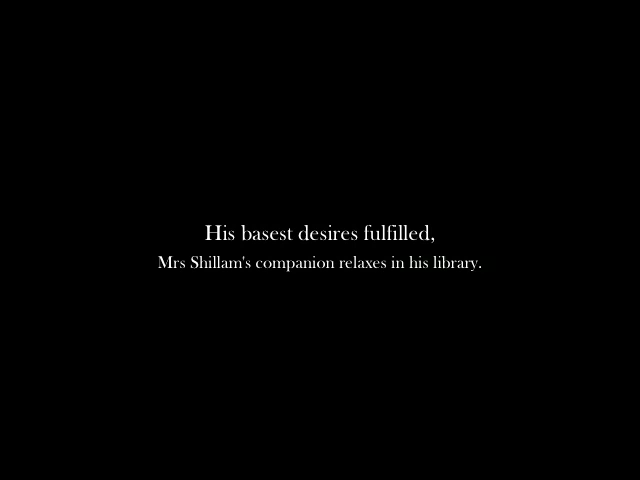 His basest desires fulfilled,
Mrs Shillam's companion relaxes in his library.